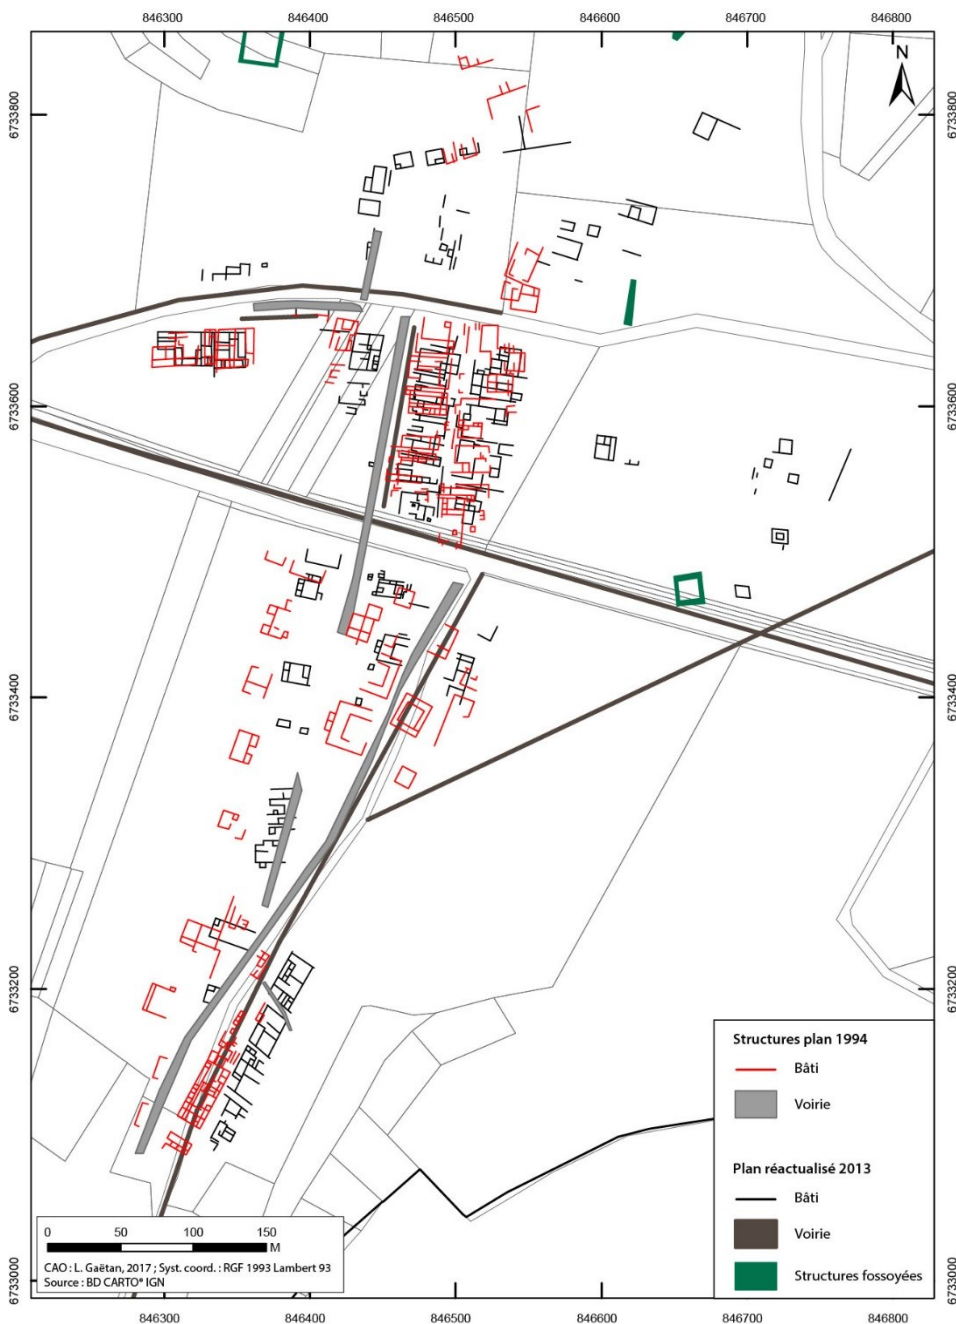 846300 846400 846500 846600 846700 846800
N
6733800 6733800
6733600 6733600
6733400 6733400
6733200 6733200
6733000 6733000
Structures plan 1994
Bâti
Voirie
Plan réactualisé 2013
Bâti
Voirie
Structures fossoyées
0 50 100 150
M
CAO : L. Gaëtan, 2017 ; Syst. coord. : RGF 1993 Lambert 93
Source : BD CARTO® IGN
846300 846400 846500 846600 846700 846800